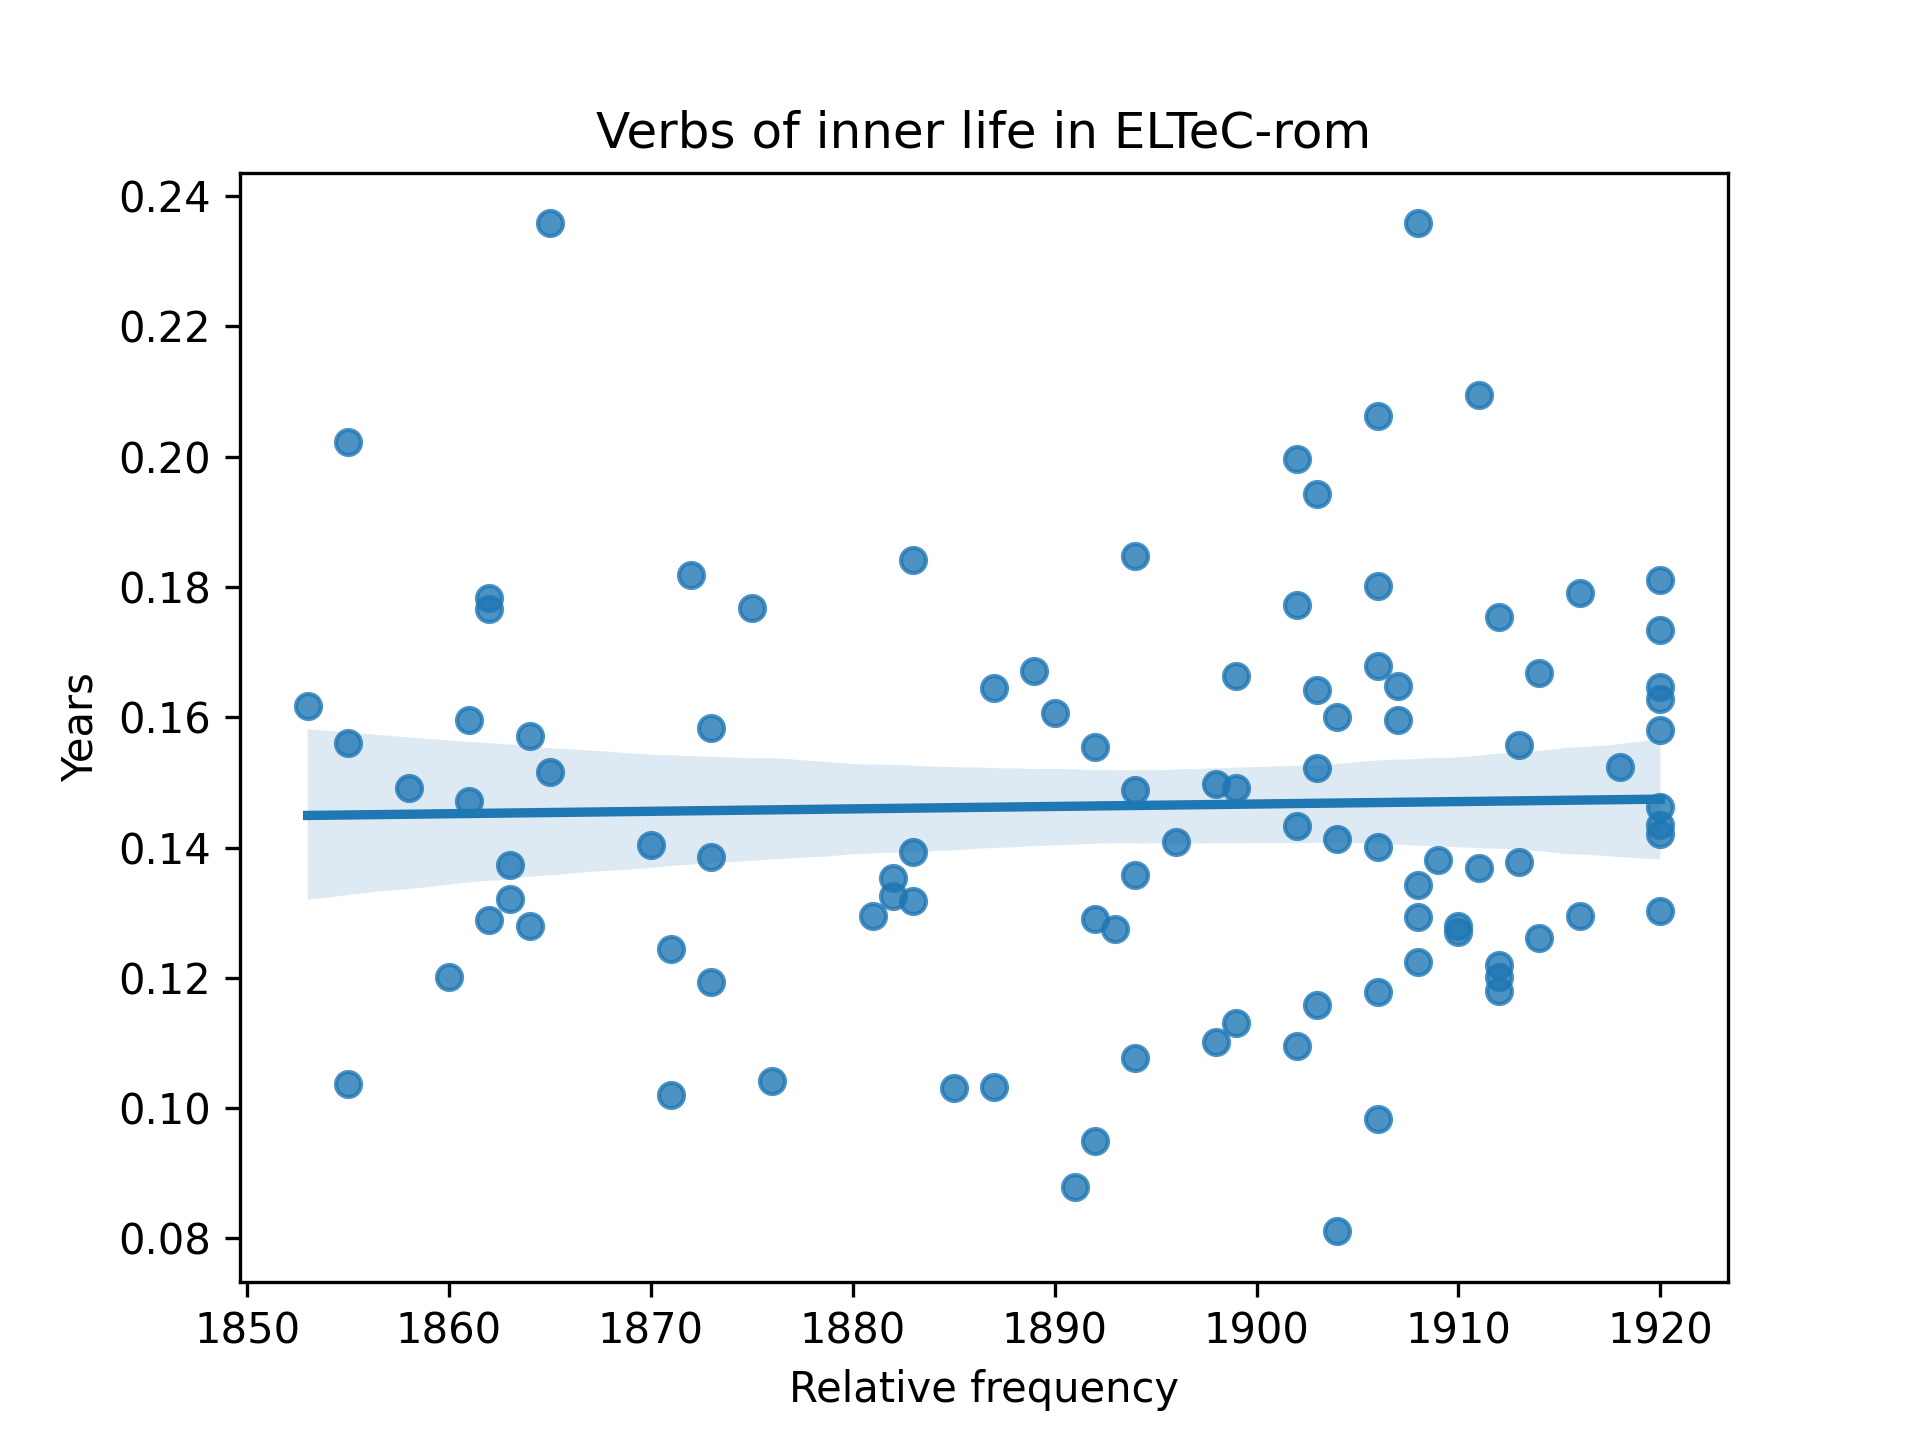 Verbs of inner life in ELTeC-rom
0.24
0.22
0.20
0.18
0.16
0.14
0.12
0.10
0.08
Years
1850 1860 1870 1880 1890 1900 1910 1920
Relative frequency